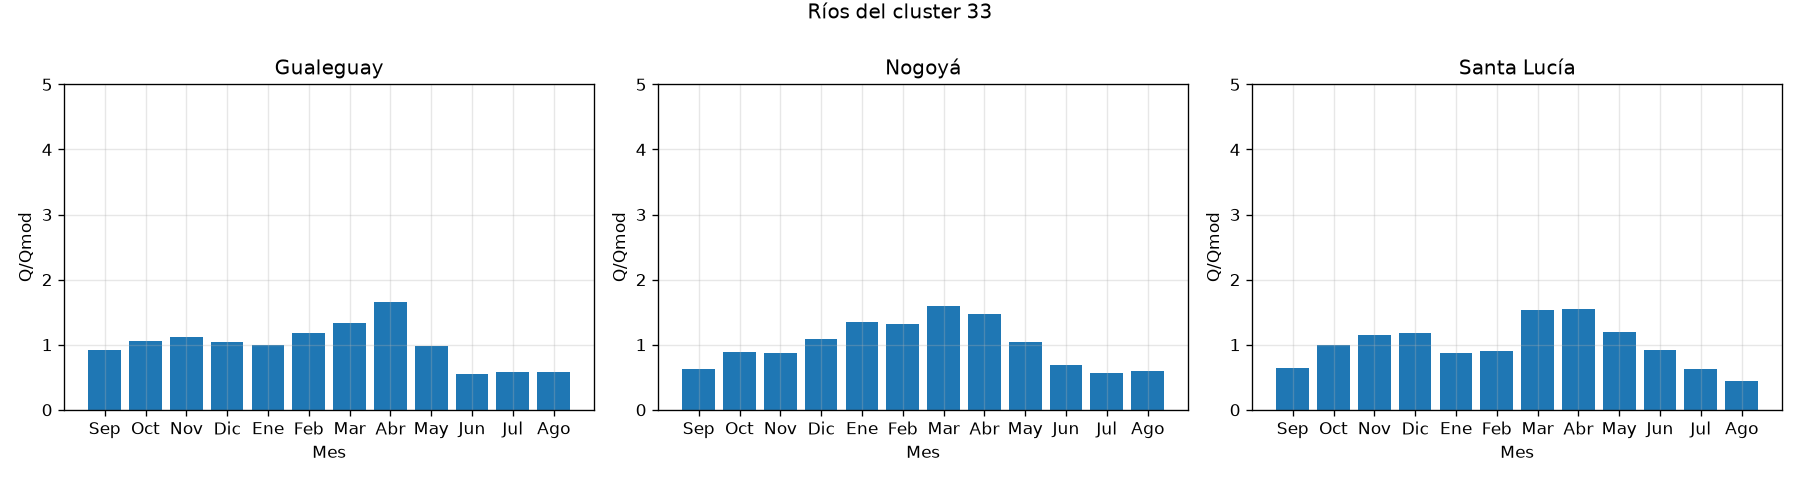 Ríos del cluster 33
Gualeguay
5
4
3
2
1
0
Q/Qmod
Sep Oct Nov Dic Ene Feb Mar Abr May Jun Jul Ago
Mes
Nogoyá
5
4
3
2
1
0
Q/Qmod
Sep Oct Nov Dic Ene Feb Mar Abr May Jun Jul Ago
Mes
Santa Lucía
5
4
3
2
1
0
Q/Qmod
Sep Oct Nov Dic Ene Feb Mar Abr May Jun Jul Ago
Mes